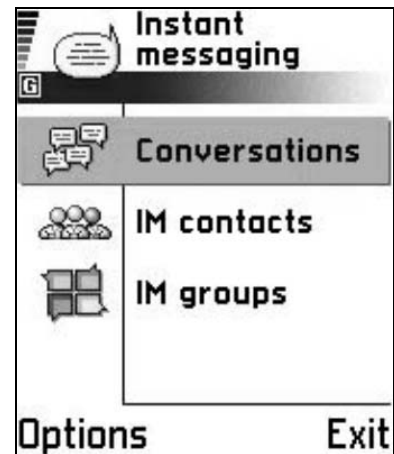 Instant
messaging
G
Conversations
IM contacts
IM groups
Options Exit